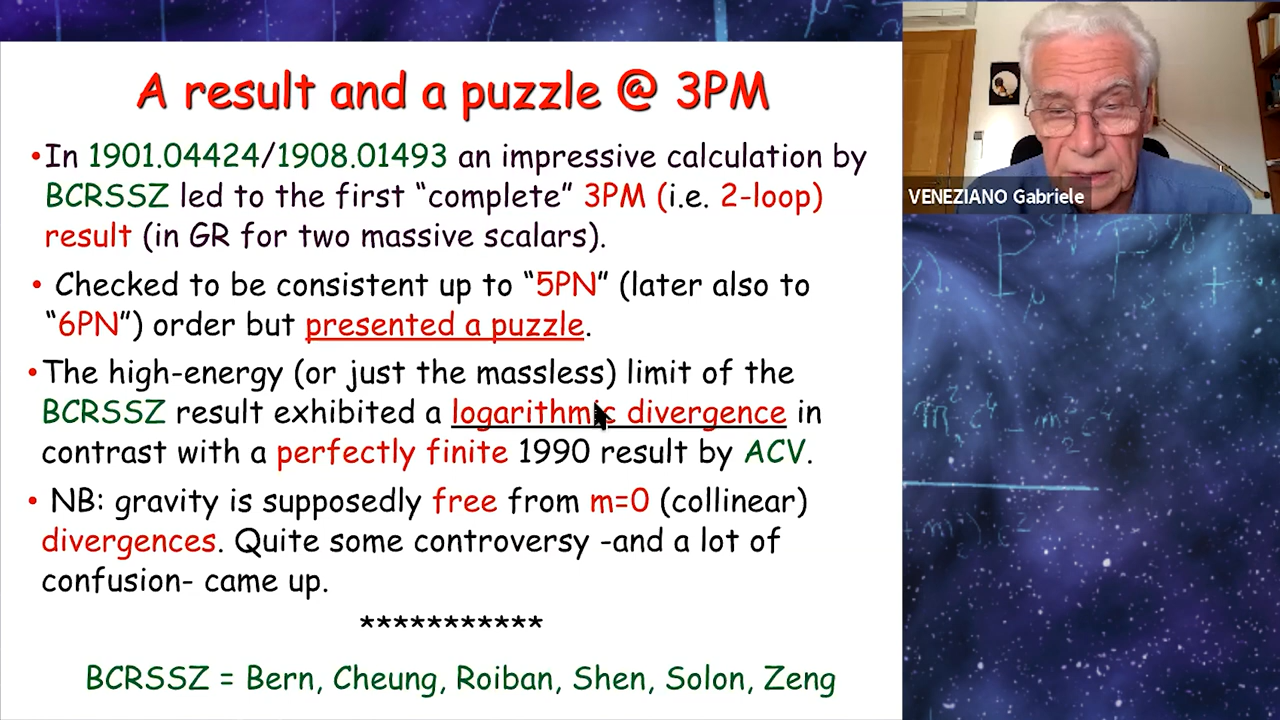 A result and a puzzle @ 3PM
•In 1901.04424/1908.01493 an impressive calculation by
BCRSSZ led to the first “complete” 3PM (i.e. 2-loop)
result (in GR for two massive scalars).
• Checked to be consistent up to “5PN” (later also to
“6PN”) order but presented a puzzle.
•The high-energy (or just the massless) limit of the
BCRSSZ result exhibited a logarithmic divergence in
contrast with a perfectly finite 1990 result by ACV.
• NB: gravity is supposedly free from m=0 (collinear)
divergences. Quite some controversy -and a lot of
confusion- came up.
***********
BCRSSZ = Bern, Cheung, Roiban, Shen, Solon, Zeng
VENEZIANO Gabriele